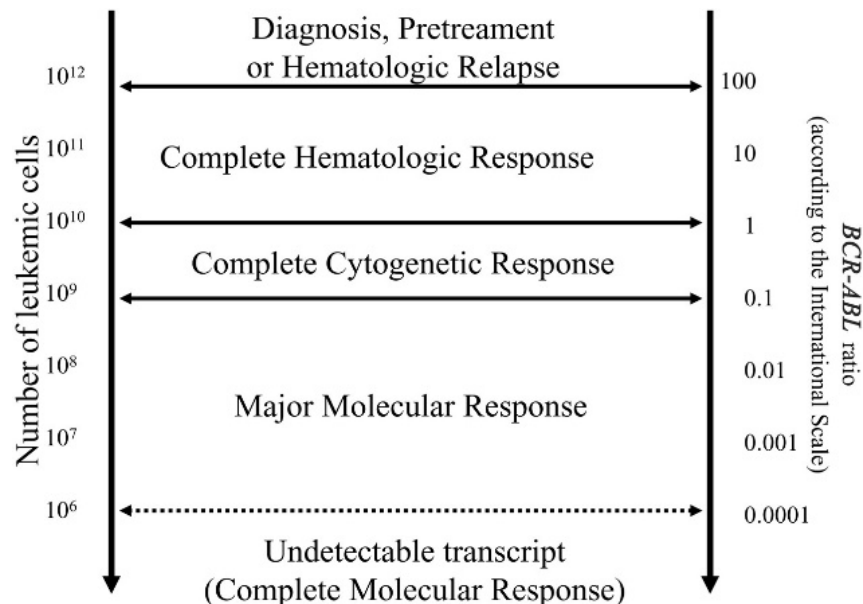 Diagnosis, Pretreament
or Hematologic Relapse
10¹²
100
10¹¹
Complete Hematologic Response
10
10¹⁰
1
Complete Cytogenetic Response
10⁹
0.1
10⁸
0.01
Major Molecular Response
10⁷
0.001
10⁶
0.0001
Undetectable transcript
(Complete Molecular Response)
Number of leukemic cells
BCR-ABL ratio
(according to the International Scale)